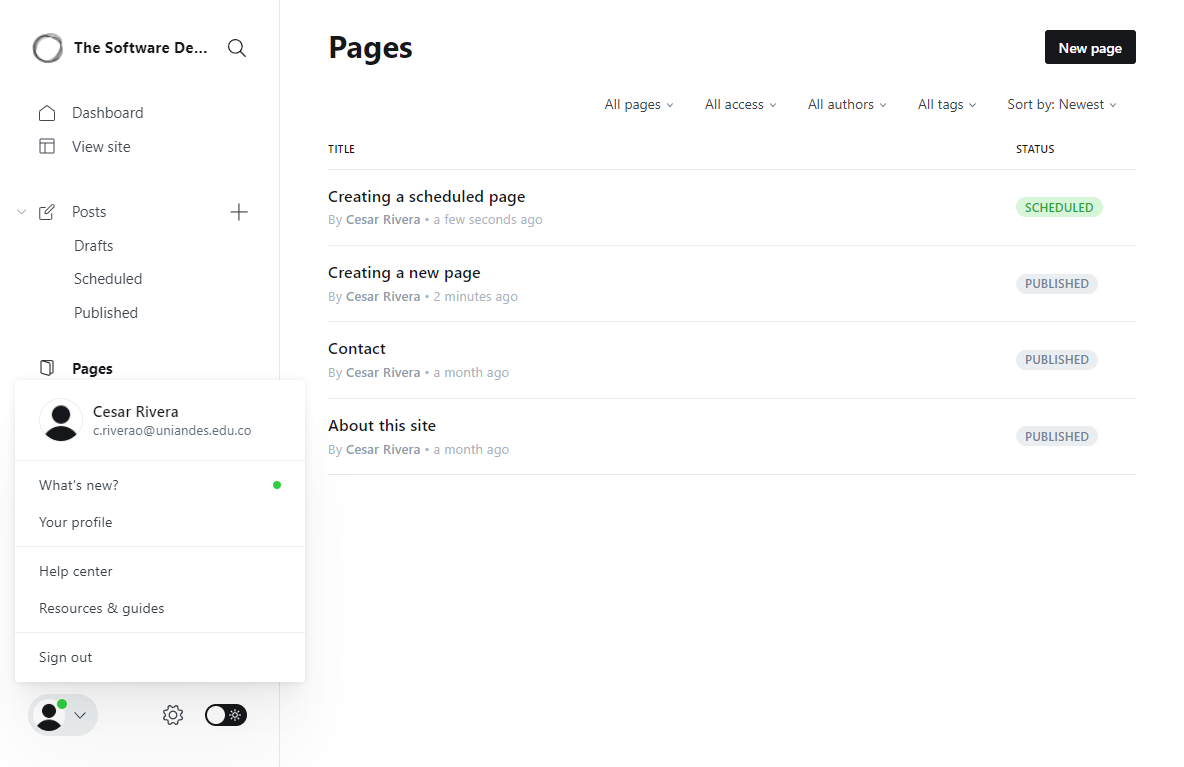 The Software De...
Dashboard
View site
Posts
Drafts
Scheduled
Published
Pages
Cesar Rivera
c.riverao@uniandes.edu.co
What's new?
Your profile
Help center
Resources & guides
Sign out
Pages
New page
All pages
All access
All authors
All tags
Sort by: Newest
TITLE
STATUS
Creating a scheduled page
By Cesar Rivera • a few seconds ago
SCHEDULED
Creating a new page
By Cesar Rivera • 2 minutes ago
PUBLISHED
Contact
By Cesar Rivera • a month ago
PUBLISHED
About this site
By Cesar Rivera • a month ago
PUBLISHED